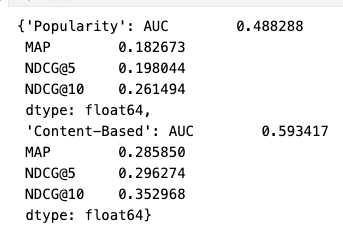 {'Popularity': AUC 0.488288
MAP 0.182673
NDCG@5 0.198044
NDCG@10 0.261494
dtype: float64,
'Content-Based': AUC 0.593417
MAP 0.285850
NDCG@5 0.296274
NDCG@10 0.352968
dtype: float64}